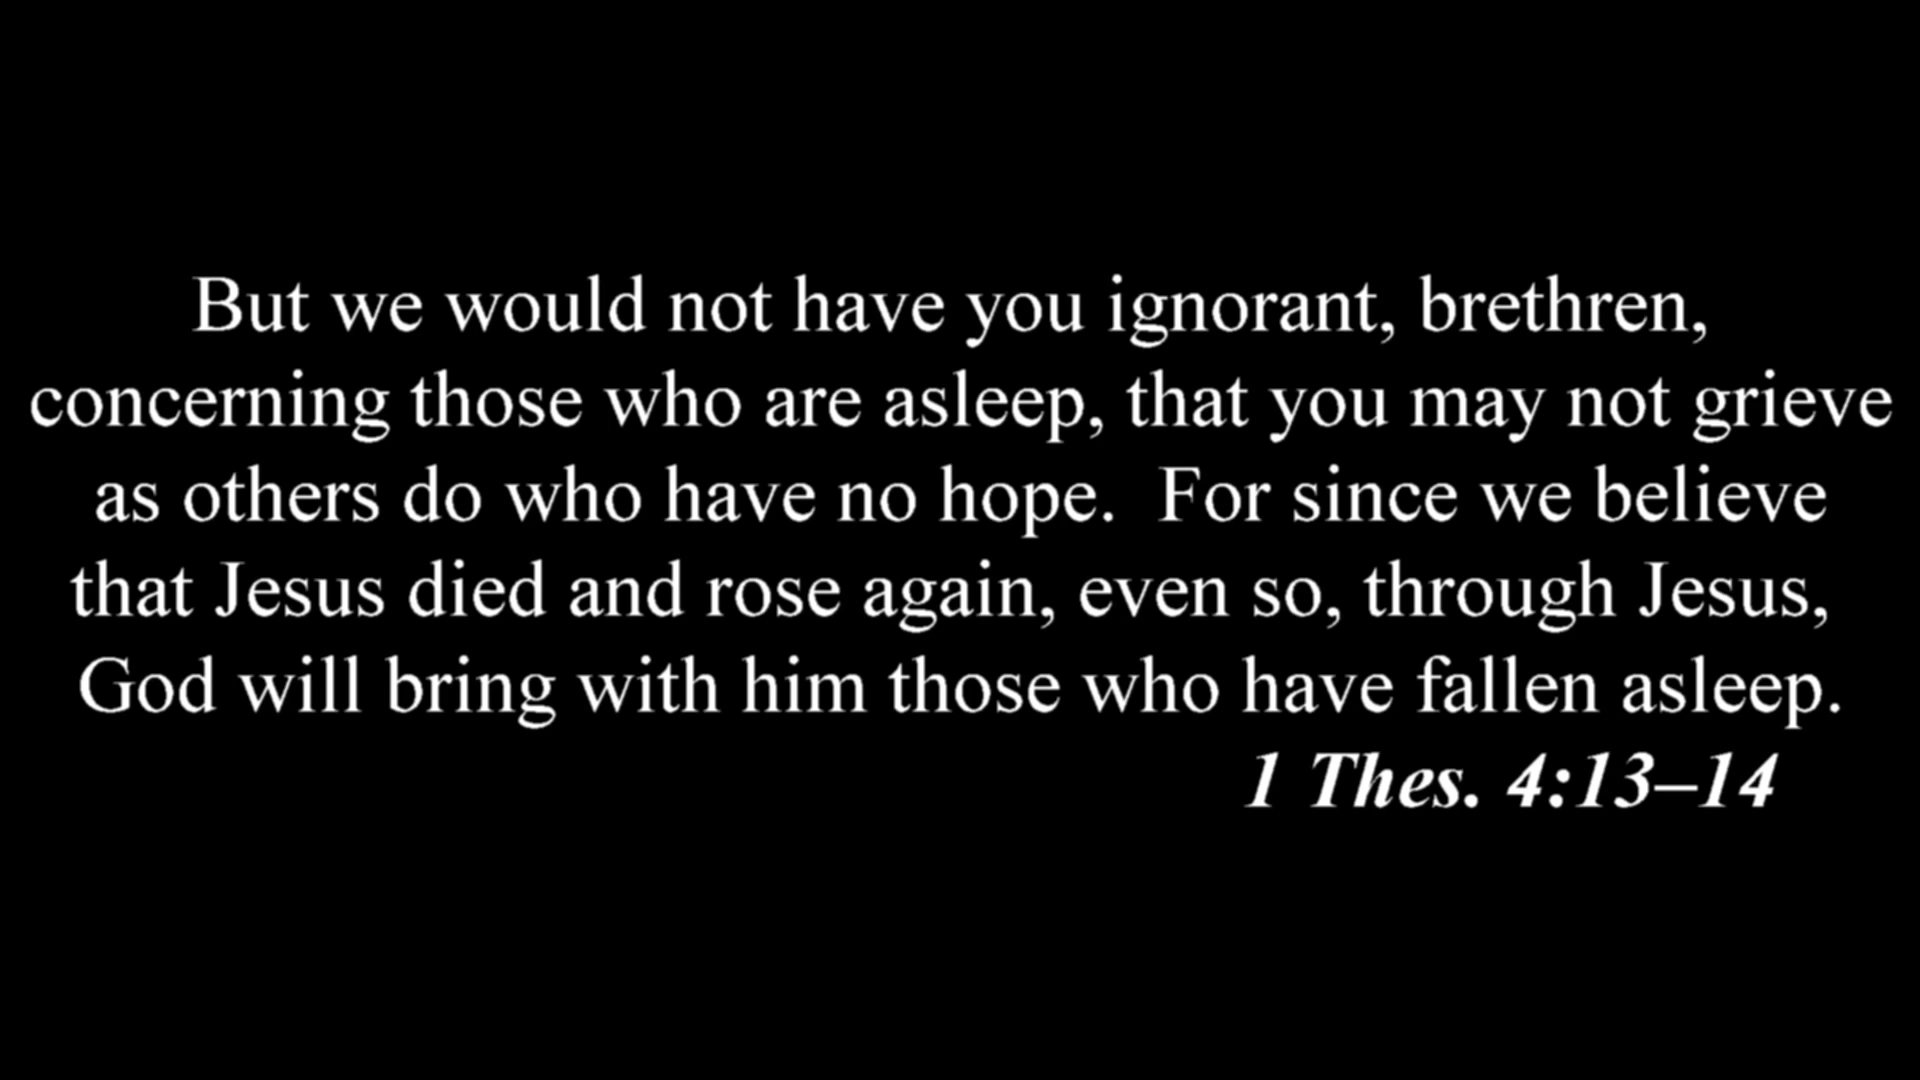 But we would not have you ignorant, brethren,
concerning those who are asleep, that you may not grieve
as others do who have no hope.  For since we believe
that Jesus died and rose again, even so, through Jesus,
God will bring with him those who have fallen asleep.
1 Thes. 4:13–14